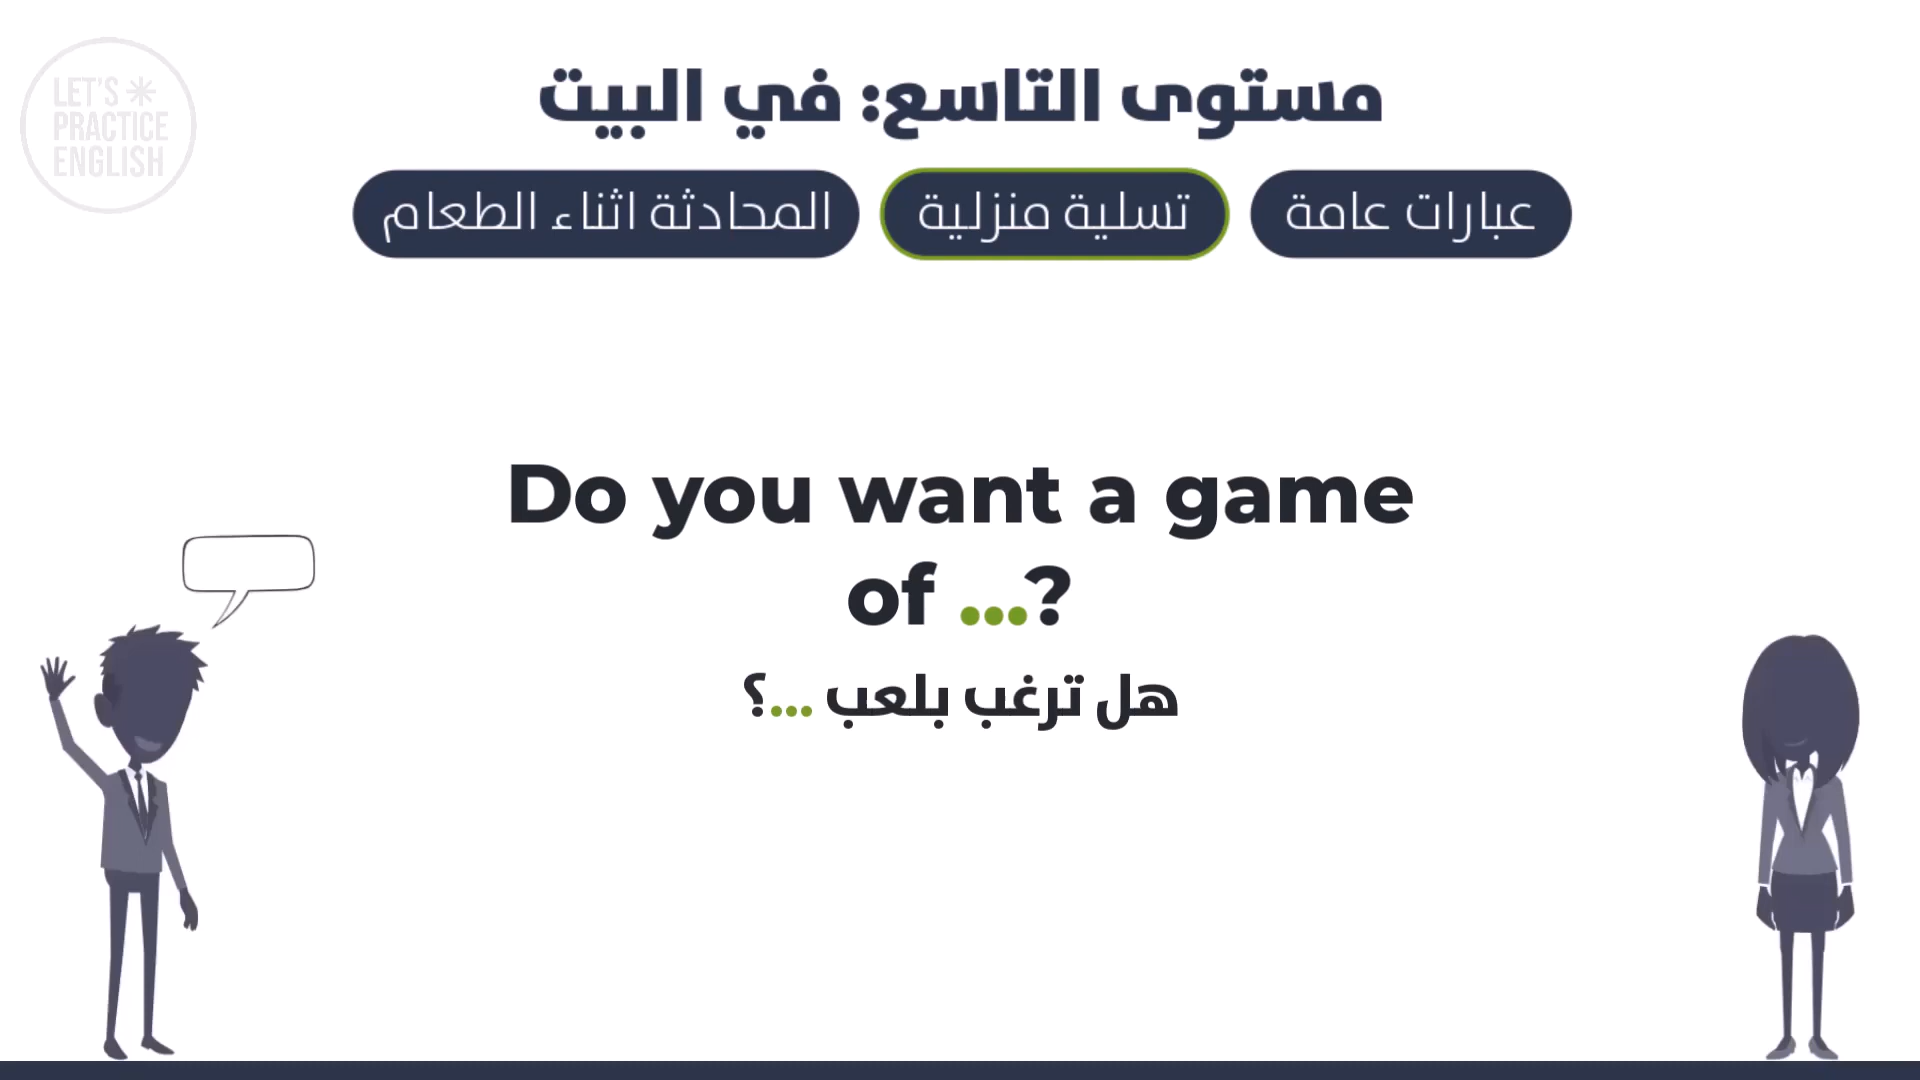 LET'S
PRACTICE
ENGLISH
مستوى التاسع: في البيت
عبارات عامة
تسلية منزلية
المحادثة اثناء الطعام
Do you want a game
of ...?
هل ترغب بلعب ...؟